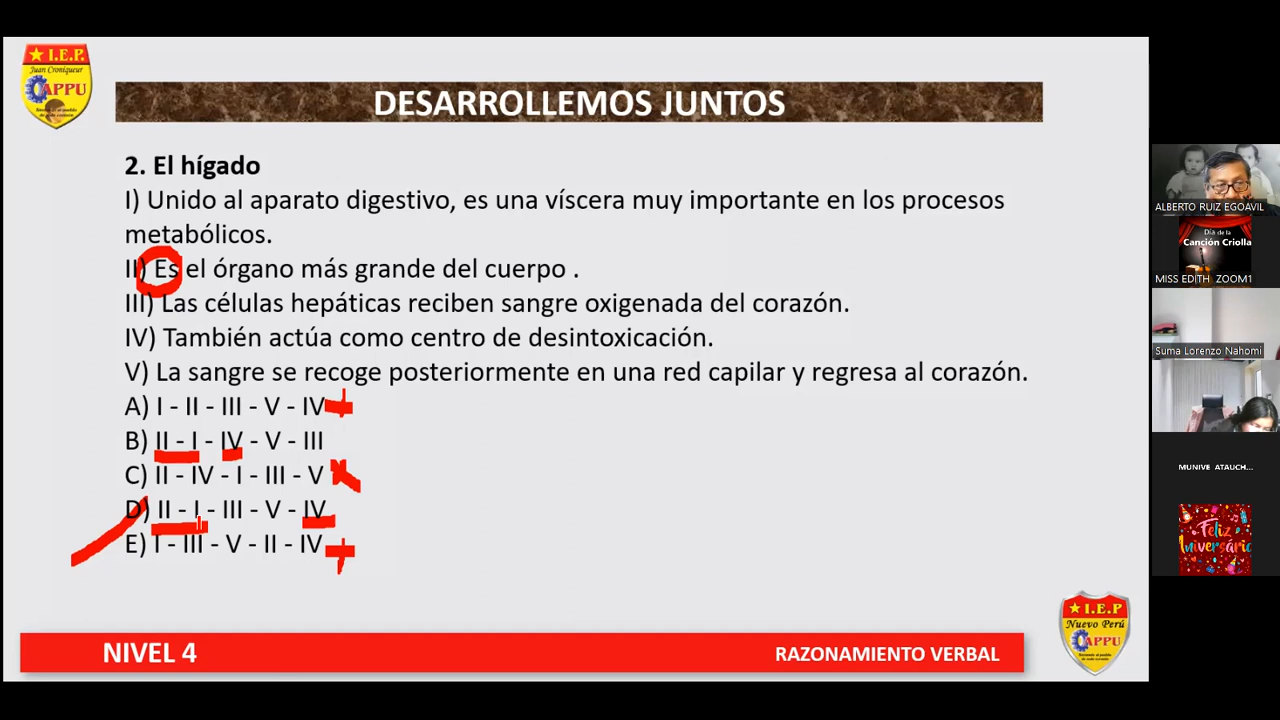 I.E.P.
Juan Croniqueur
APPU
DESARROLLEMOS JUNTOS
2. El hígado
I) Unido al aparato digestivo, es una víscera muy importante en los procesos
metabólicos.
II) Es el órgano más grande del cuerpo .
III) Las células hepáticas reciben sangre oxigenada del corazón.
IV) También actúa como centro de desintoxicación.
V) La sangre se recoge posteriormente en una red capilar y regresa al corazón.
A) I - II - III - V - IV
B) II - I - IV - V - III
C) II - IV - I - III - V
D) II - I - III - V - IV
E) I - III - V - II - IV
NIVEL 4
RAZONAMIENTO VERBAL
I.E.P
Nuevo Perú
APPU
ALBERTO RUIZ EGOAVIL
Día de la
Canción Criolla
MISS EDITH ZOOM1
Suma Lorenzo Nahomi
MUNIVE ATAUCH...
Feliz
Aniversario